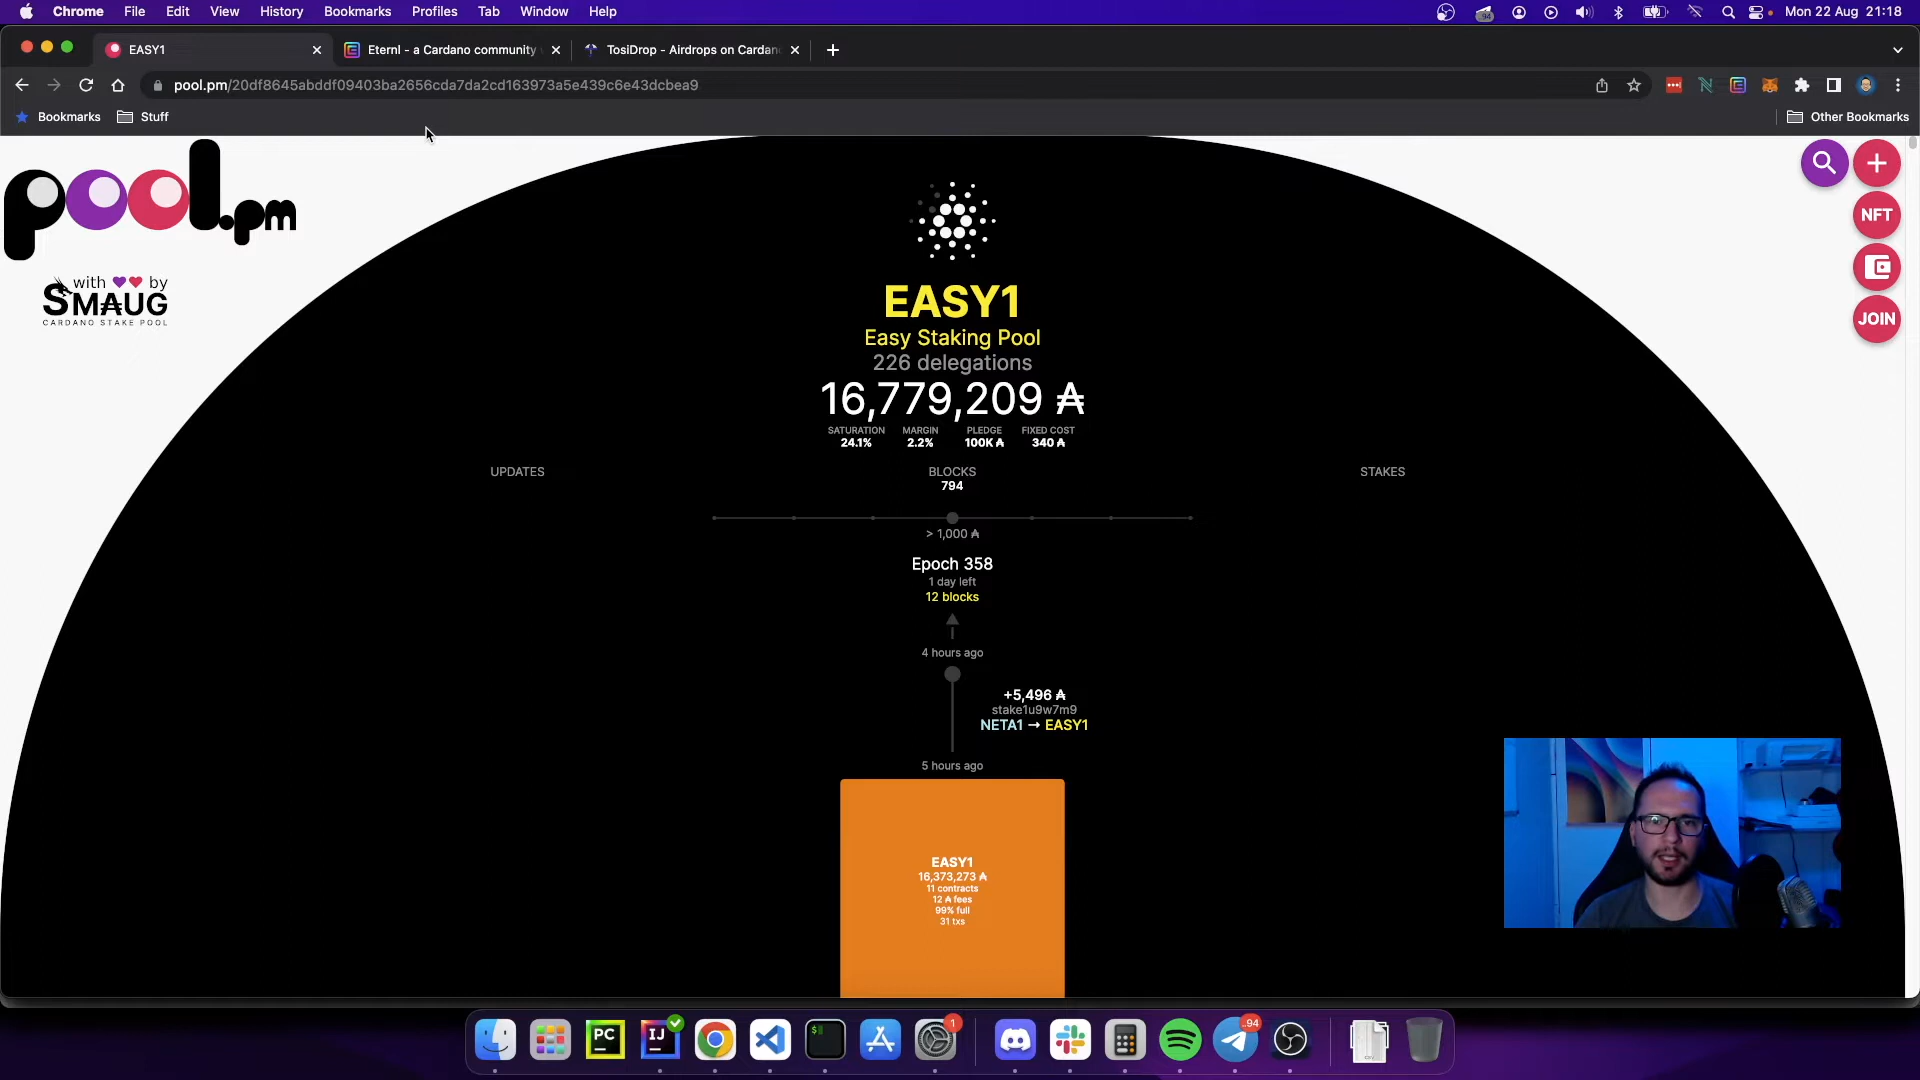 Chrome File Edit View History Bookmarks Profiles Tab Window Help
94
Mon 22 Aug 21:18
EASY1
Eternl - a Cardano community
TosiDrop - Airdrops on Cardan
pool.pm/20df8645abddf09403ba2656cda7da2cd163973a5e439c6e43dcbea9
Bookmarks
Stuff
Other Bookmarks
pool.pm
with by
SMAUG
CARDANO STAKE POOL
NFT
JOIN
EASY1
Easy Staking Pool
226 delegations
16,779,209 ₳
SATURATION MARGIN PLEDGE FIXED COST
24.1% 2.2% 100K ₳ 340 ₳
UPDATES
BLOCKS
794
STAKES
> 1,000 ₳
Epoch 358
1 day left
12 blocks
4 hours ago
+5,496 ₳
stake1u9w7m9
NETA1 → EASY1
5 hours ago
EASY1
16,373,273 ₳
11 contracts
12 ₳ fees
99% full
31 txs
PC
IJ
$
1
94